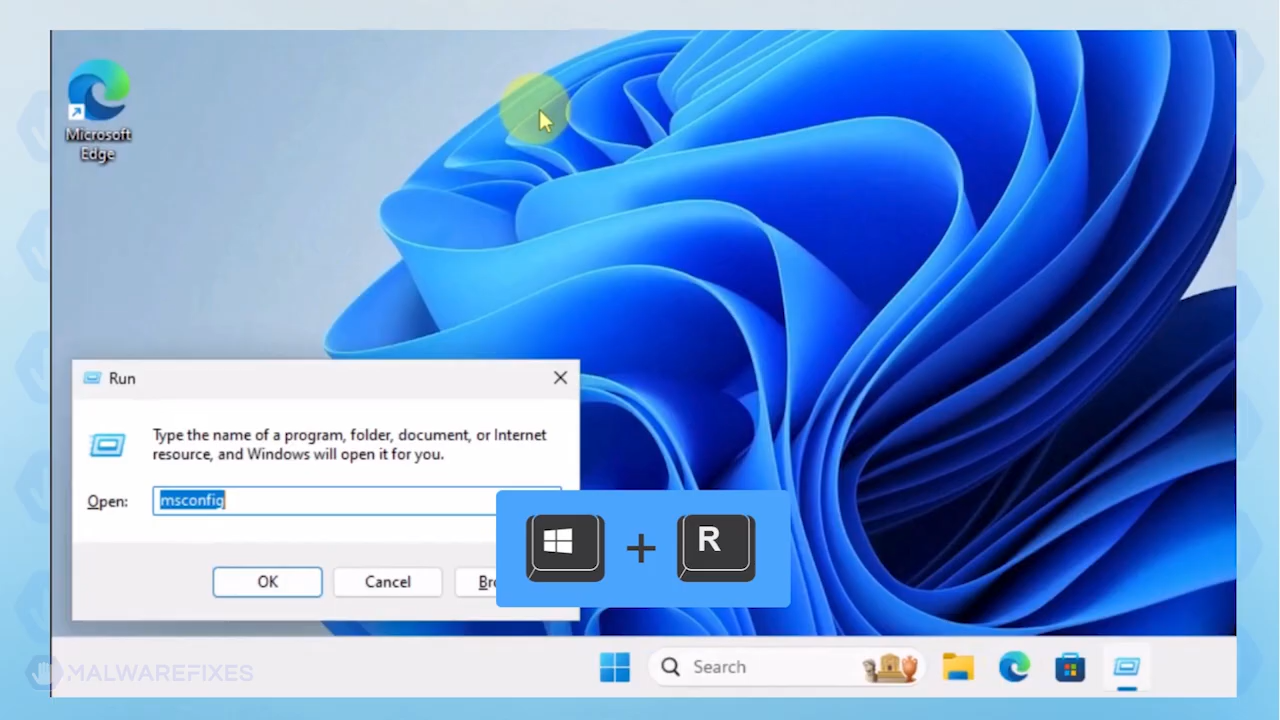 Microsoft
Edge
Run
Type the name of a program, folder, document, or Internet
resource, and Windows will open it for you.
Open:
msconfig
OK
Cancel
+
R
Search
MALWAREFIXES